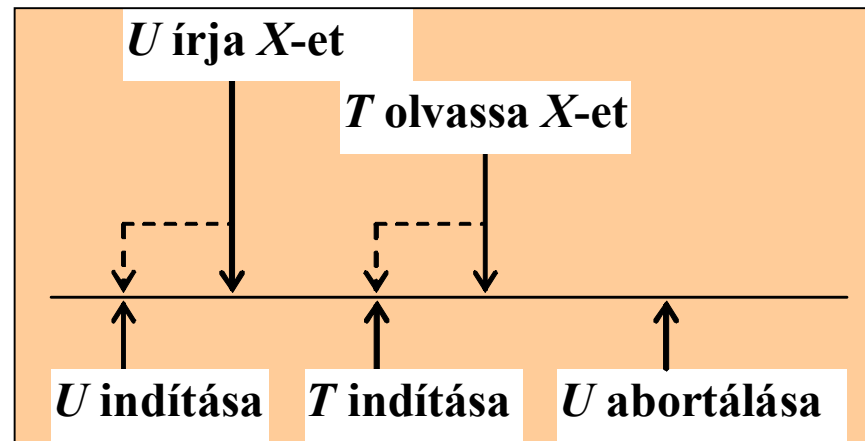 U írja X-et
T olvassa X-et
U indítása
T indítása
U abortálása